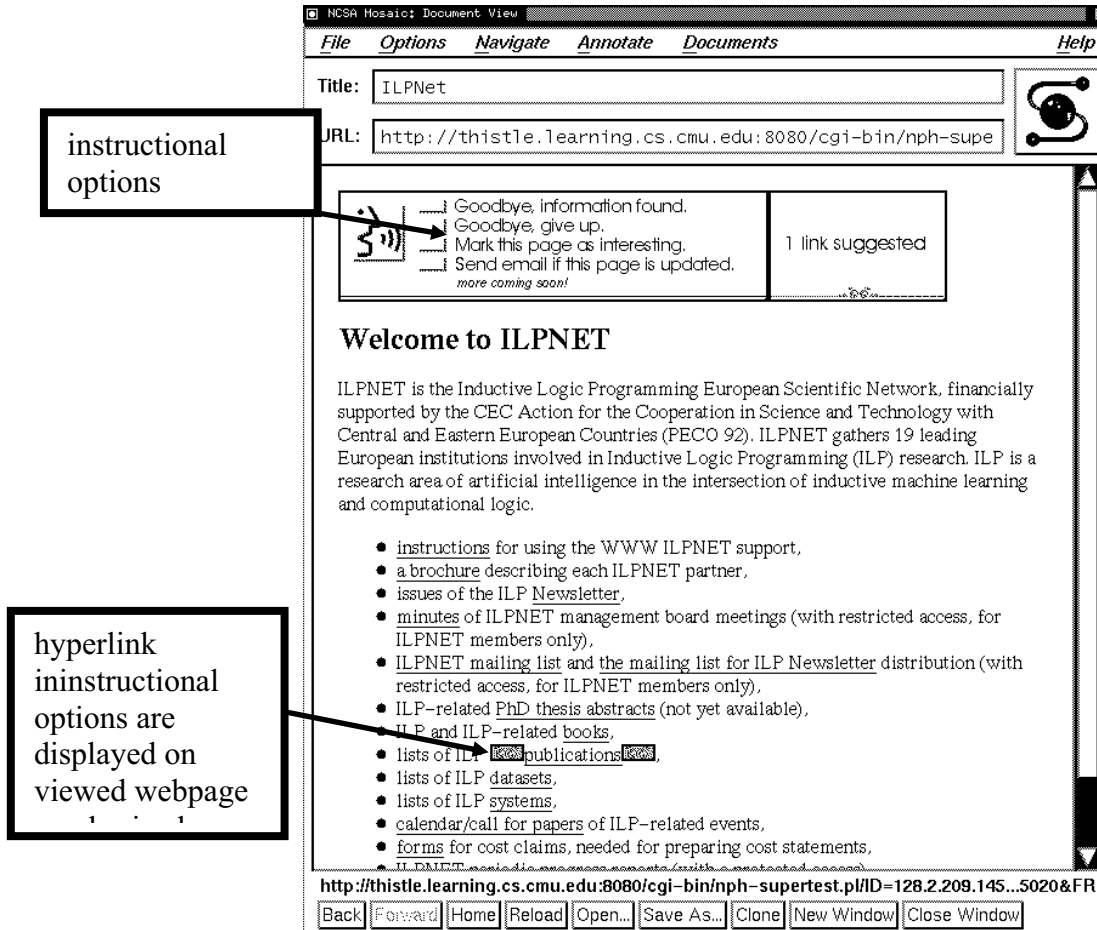 NCSA Mosaic: Document View
File Options Navigate Annotate Documents Help
Title: ILPNet
URL: http://thistle.learning.cs.cmu.edu:8080/cgi-bin/nph-supe
instructional
options
Goodbye, information found.
Goodbye, give up.
Mark this page as interesting.
Send email if this page is updated.
more coming soon!
1 link suggested
Welcome to ILPNET
ILPNET is the Inductive Logic Programming European Scientific Network, financially
supported by the CEC Action for the Cooperation in Science and Technology with
Central and Eastern European Countries (PECO 92). ILPNET gathers 19 leading
European institutions involved in Inductive Logic Programming (ILP) research. ILP is a
research area of artificial intelligence in the intersection of inductive machine learning
and computational logic.
instructions for using the WWW ILPNET support,
a brochure describing each ILPNET partner,
issues of the ILP Newsletter,
minutes of ILPNET management board meetings (with restricted access, for
ILPNET members only),
ILPNET mailing list and the mailing list for ILP Newsletter distribution (with
restricted access, for ILPNET members only),
ILP-related PhD thesis abstracts (not yet available),
ILP and ILP-related books,
lists of ILP publications,
lists of ILP datasets,
lists of ILP systems,
calendar/call for papers of ILP-related events,
forms for cost claims, needed for preparing cost statements,
ILPNET periodic progress reports (with a protected access)
hyperlink
ininstructional
options are
displayed on
viewed webpage
http://thistle.learning.cs.cmu.edu:8080/cgi-bin/nph-supertest.pl/ID=128.2.209.145...5020&FR
Back Forward Home Reload Open... Save As... Clone New Window Close Window